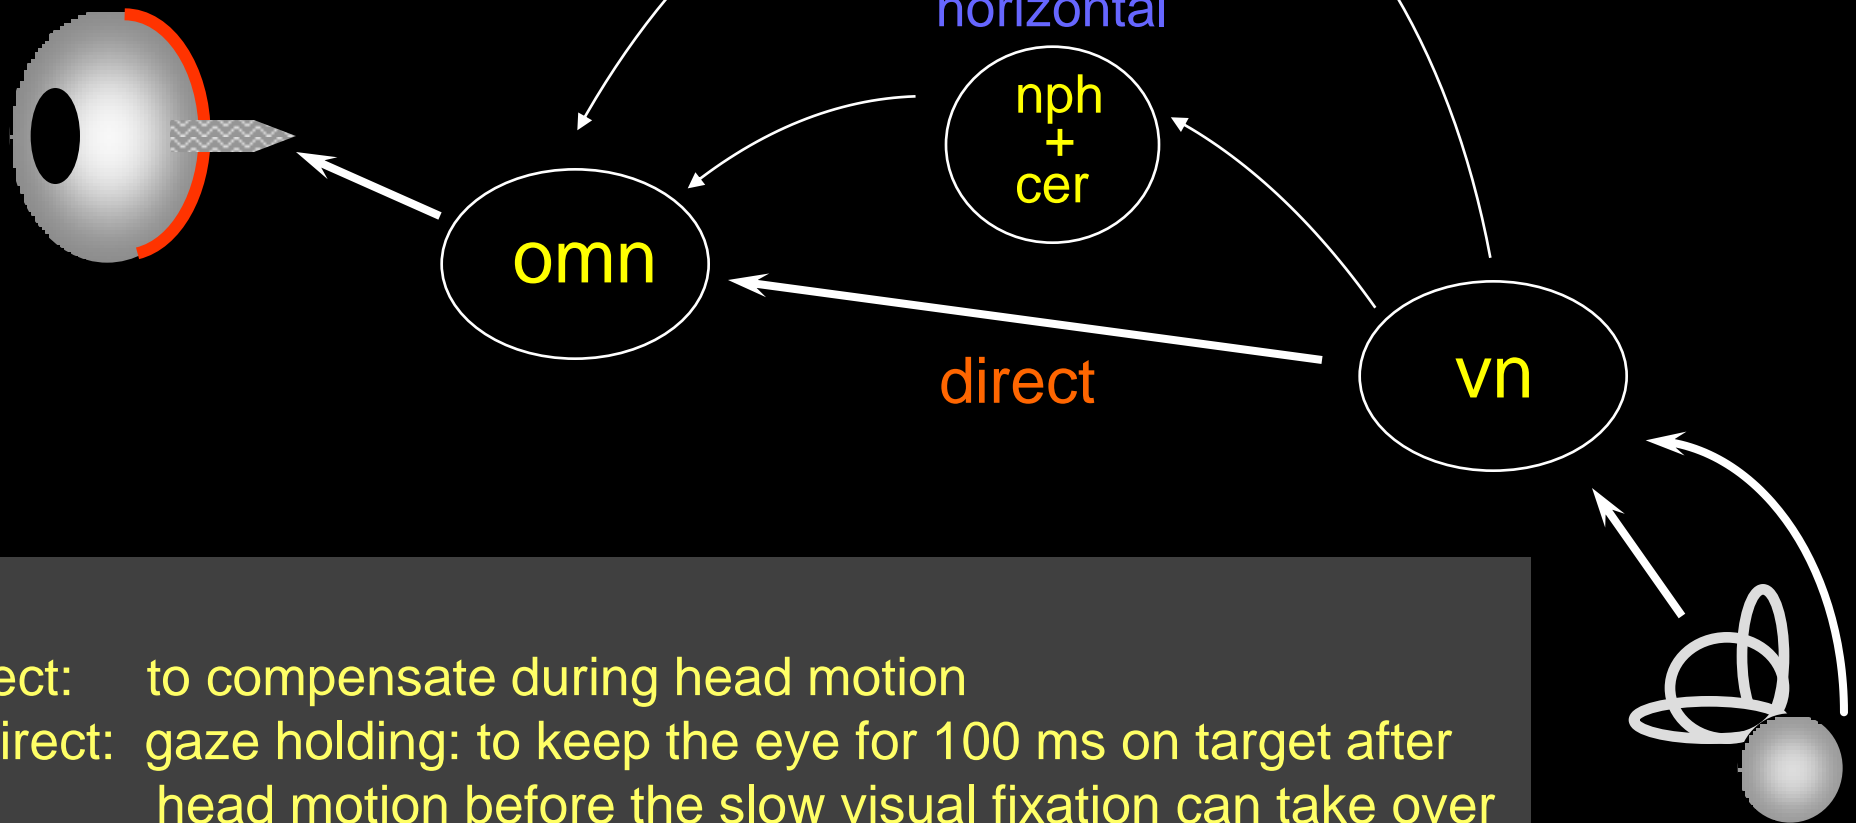 horizontal
nph
+
cer
omn
direct
vn
ect: to compensate during head motion
irect: gaze holding: to keep the eye for 100 ms on target after
head motion before the slow visual fixation can take over